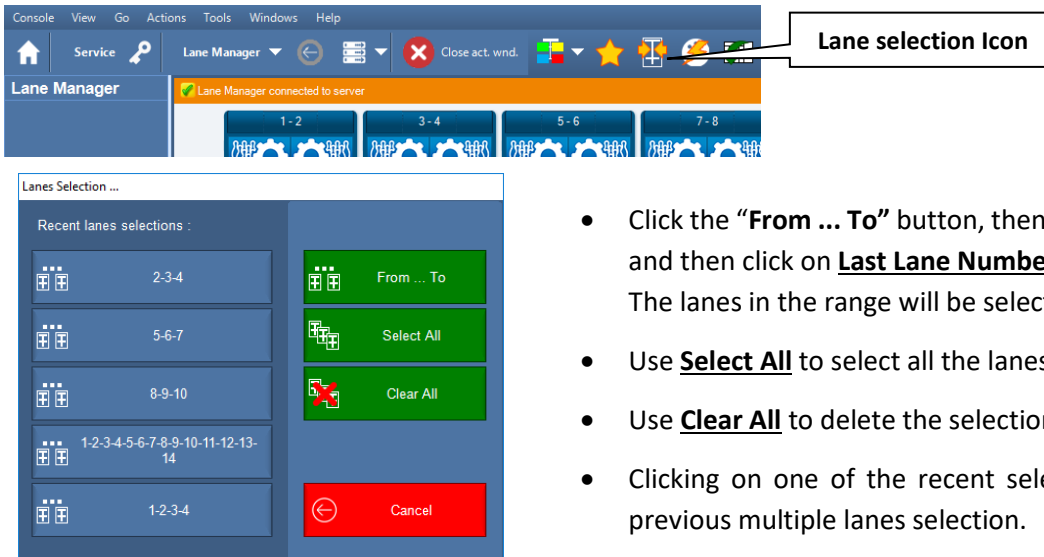 Console View Go Actions Tools Windows Help
Service Lane Manager Close act. wnd.
Lane selection Icon
Lane Manager
Lane Manager connected to server
1 - 2 3 - 4 5 - 6 7 - 8
Lanes Selection ...
Recent lanes selections :
2-3-4
5-6-7
8-9-10
1-2-3-4-5-6-7-8-9-10-11-12-13-
14
1-2-3-4
From ... To
Select All
Clear All
Cancel
• Click the “From ... To” button, then
and then click on Last Lane Numbe
The lanes in the range will be selec
• Use Select All to select all the lanes
• Use Clear All to delete the selection
• Clicking on one of the recent sele
previous multiple lanes selection.